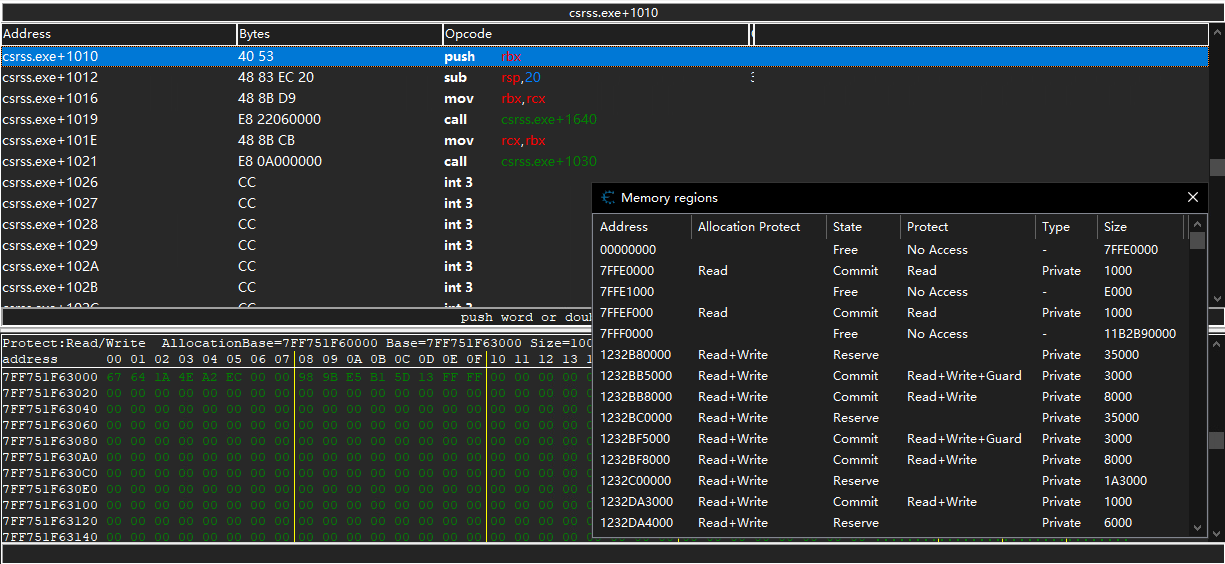 csrss.exe+1010
Address Bytes Opcode
csrss.exe+1010 40 53 push rbx
csrss.exe+1012 48 83 EC 20 sub rsp,20
csrss.exe+1016 48 8B D9 mov rbx,rcx
csrss.exe+1019 E8 22060000 call csrss.exe+1640
csrss.exe+101E 48 8B CB mov rcx,rbx
csrss.exe+1021 E8 0A000000 call csrss.exe+1030
csrss.exe+1026 CC int 3
csrss.exe+1027 CC int 3
csrss.exe+1028 CC int 3
csrss.exe+1029 CC int 3
csrss.exe+102A CC int 3
csrss.exe+102B CC int 3
csrss.exe+102C CC int 3
push word or doub
Memory regions
Address Allocation Protect State Protect Type Size
00000000 Free No Access - 7FFE0000
7FFE0000 Read Commit Read Private 1000
7FFE1000 Free No Access - E000
7FFEF000 Read Commit Read Private 1000
7FFF0000 Free No Access - 11B2B90000
1232B80000 Read+Write Reserve Private 35000
1232BB5000 Read+Write Commit Read+Write+Guard Private 3000
1232BB8000 Read+Write Commit Read+Write Private 8000
1232BC0000 Read+Write Reserve Private 35000
1232BF5000 Read+Write Commit Read+Write+Guard Private 3000
1232BF8000 Read+Write Commit Read+Write Private 8000
1232C00000 Read+Write Reserve Private 1A3000
1232DA3000 Read+Write Commit Read+Write Private 1000
1232DA4000 Read+Write Reserve Private 6000
Protect:Read/Write AllocationBase=7FF751F60000 Base=7FF751F63000 Size=100
address 00 01 02 03 04 05 06 07 08 09 0A 0B 0C 0D 0E 0F 10 11 12 13 1
7FF751F63000 67 64 1A 4E A2 EC 00 00 98 9B E5 B1 5D 13 FF FF 00 00 00 00 0
7FF751F63020 00 00 00 00 00 00 00 00 00 00 00 00 00 00 00 00 00 00 00 00 0
7FF751F63040 00 00 00 00 00 00 00 00 00 00 00 00 00 00 00 00 00 00 00 00 0
7FF751F63060 00 00 00 00 00 00 00 00 00 00 00 00 00 00 00 00 00 00 00 00 0
7FF751F63080 00 00 00 00 00 00 00 00 00 00 00 00 00 00 00 00 00 00 00 00 0
7FF751F630A0 00 00 00 00 00 00 00 00 00 00 00 00 00 00 00 00 00 00 00 00 0
7FF751F630C0 00 00 00 00 00 00 00 00 00 00 00 00 00 00 00 00 00 00 00 00 0
7FF751F630E0 00 00 00 00 00 00 00 00 00 00 00 00 00 00 00 00 00 00 00 00 0
7FF751F63100 00 00 00 00 00 00 00 00 00 00 00 00 00 00 00 00 00 00 00 00 0
7FF751F63120 00 00 00 00 00 00 00 00 00 00 00 00 00 00 00 00 00 00 00 00 0
7FF751F63140 00 00 00 00 00 00 00 00 00 00 00 00 00 00 00 00 00 00 00 00 0